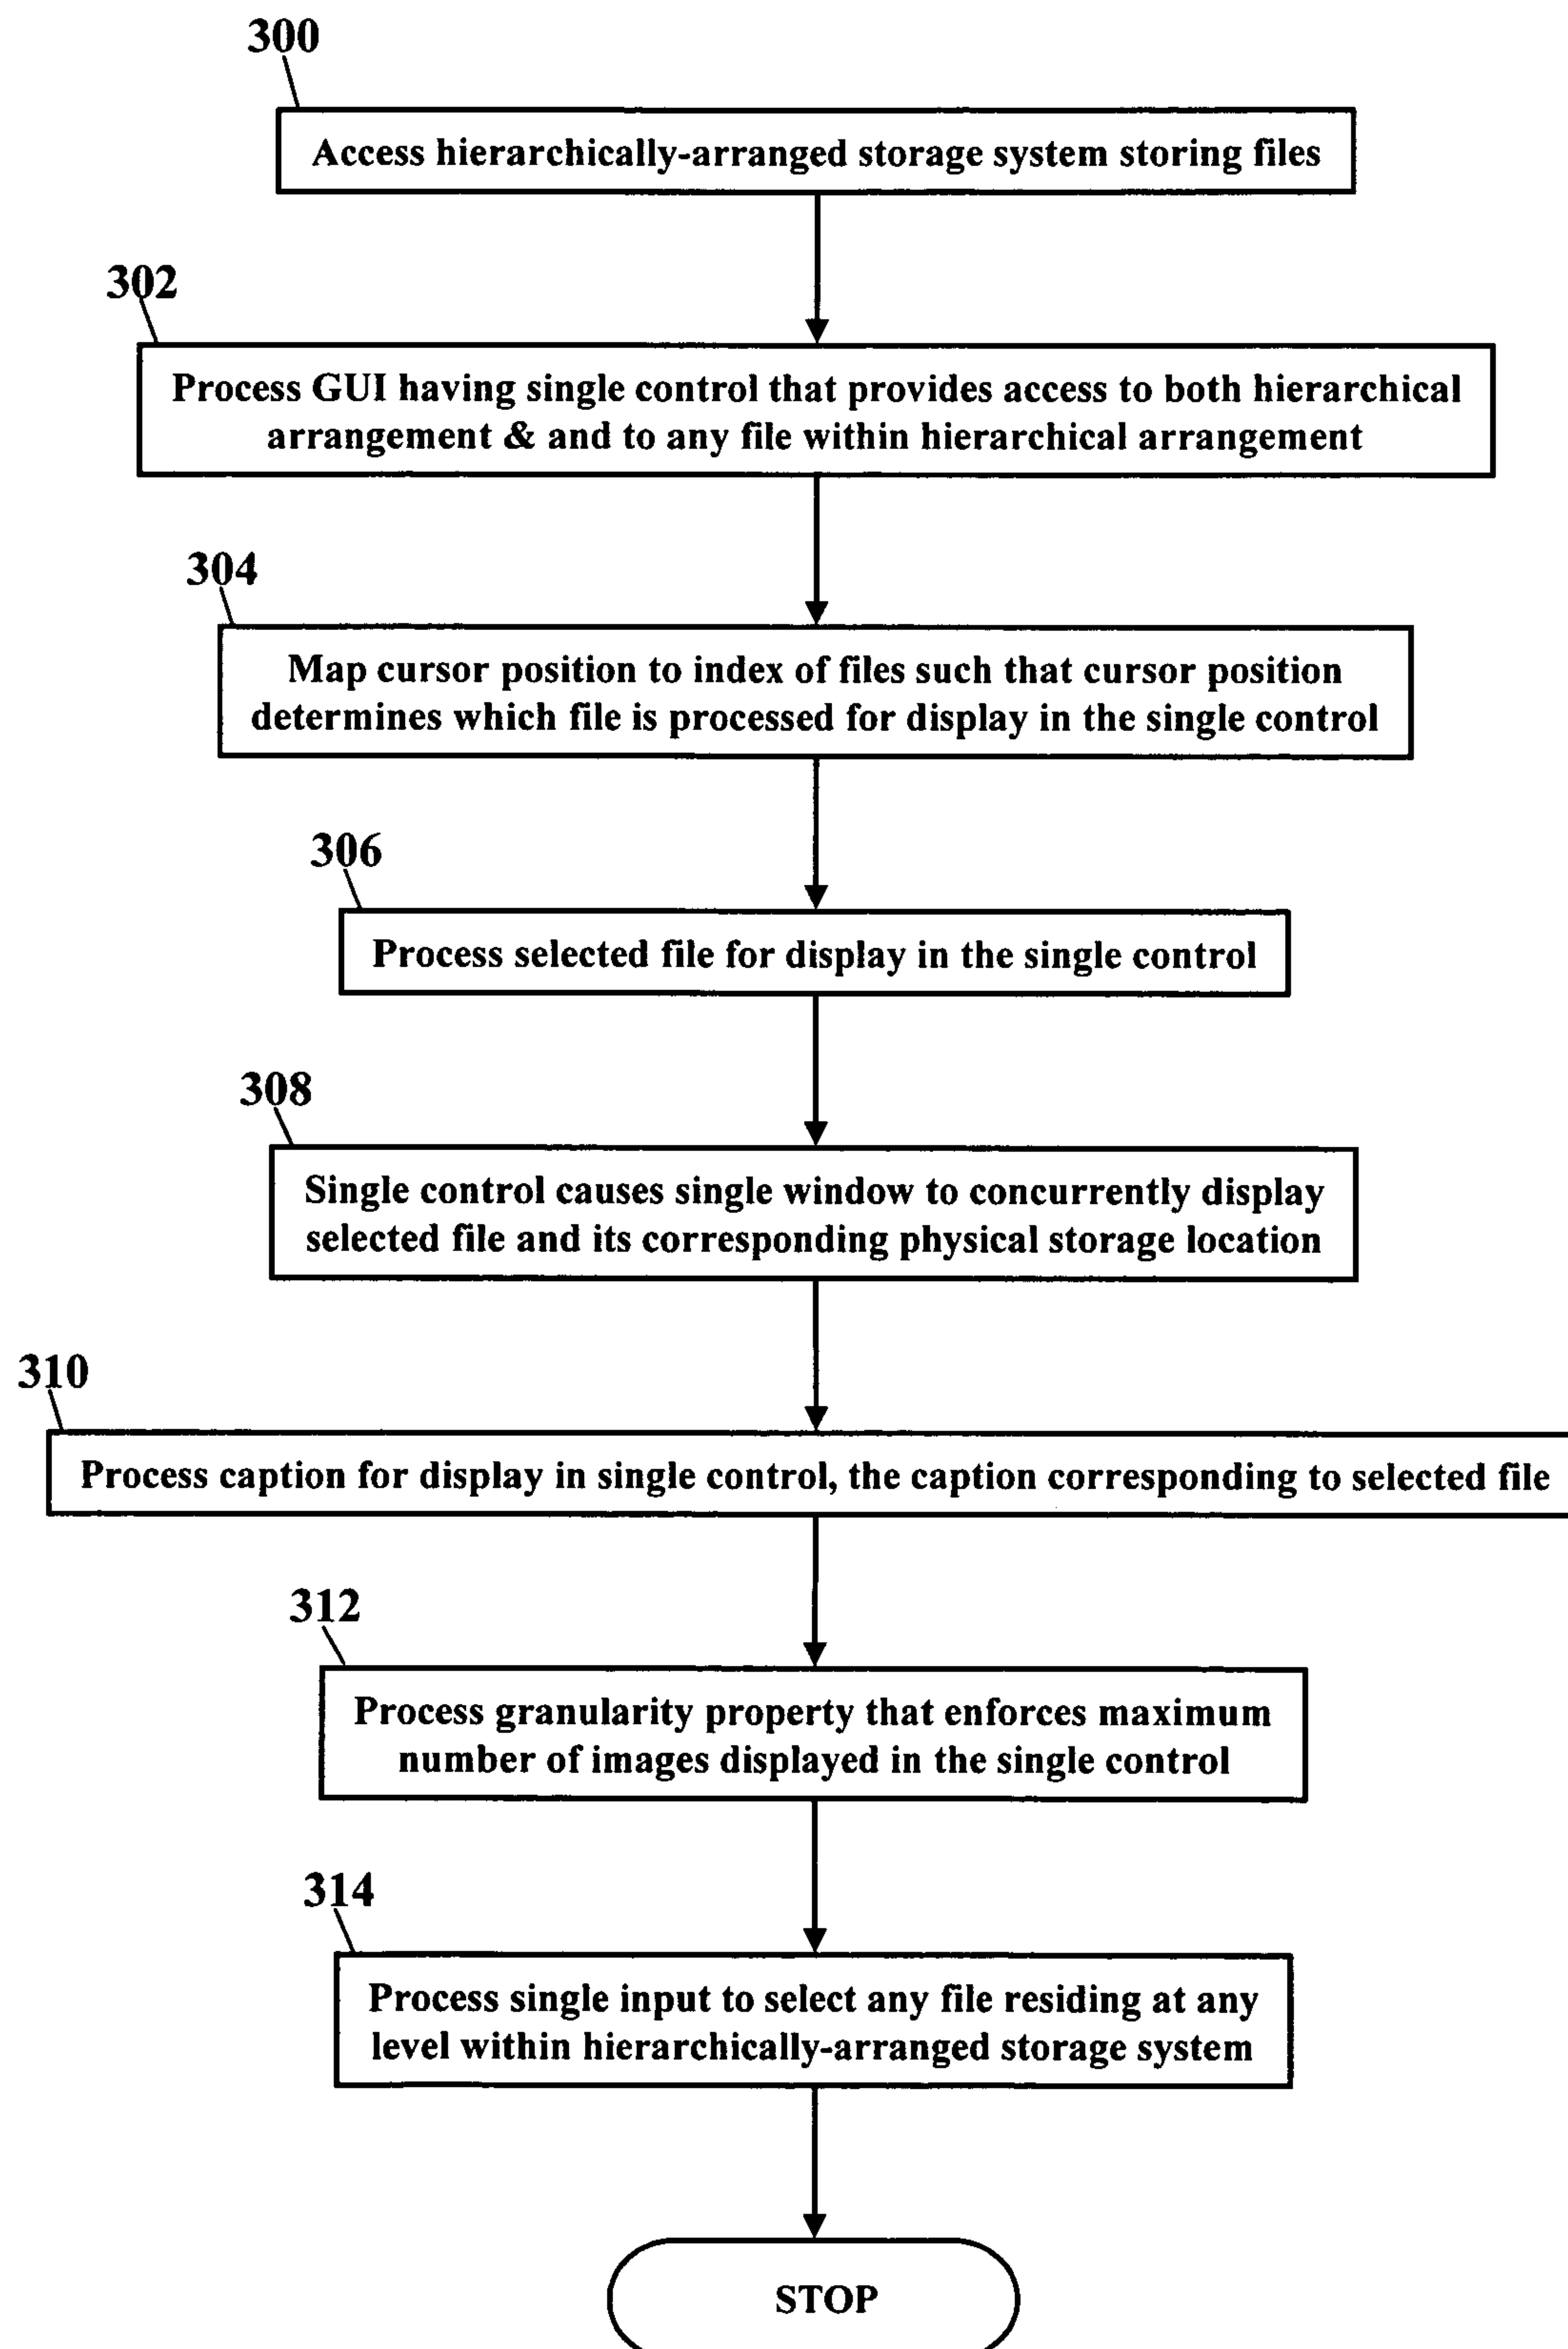 300
Access hierarchically-arranged storage system storing files
302
Process GUI having single control that provides access to both hierarchical
arrangement & and to any file within hierarchical arrangement
304
Map cursor position to index of files such that cursor position
determines which file is processed for display in the single control
306
Process selected file for display in the single control
308
Single control causes single window to concurrently display
selected file and its corresponding physical storage location
310
Process caption for display in single control, the caption corresponding to selected file
312
Process granularity property that enforces maximum
number of images displayed in the single control
314
Process single input to select any file residing at any
level within hierarchically-arranged storage system
STOP